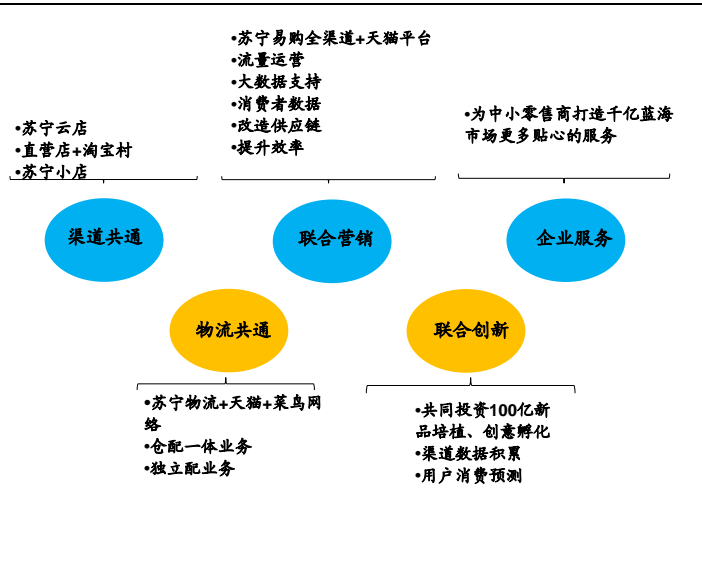 •苏宁云店
•直营店+淘宝村
•苏宁小店
渠道共通
•苏宁易购全渠道+天猫平台
•流量运营
•大数据支持
•消费者数据
•改造供应链
•提升效率
联合营销
•为中小零售商打造千亿蓝海
市场更多贴心的服务
企业服务
物流共通
•苏宁物流+天猫+菜鸟网
络
•仓配一体业务
•独立配业务
联合创新
•共同投资100亿新
品培植、创意孵化
•渠道数据积累
•用户消费预测